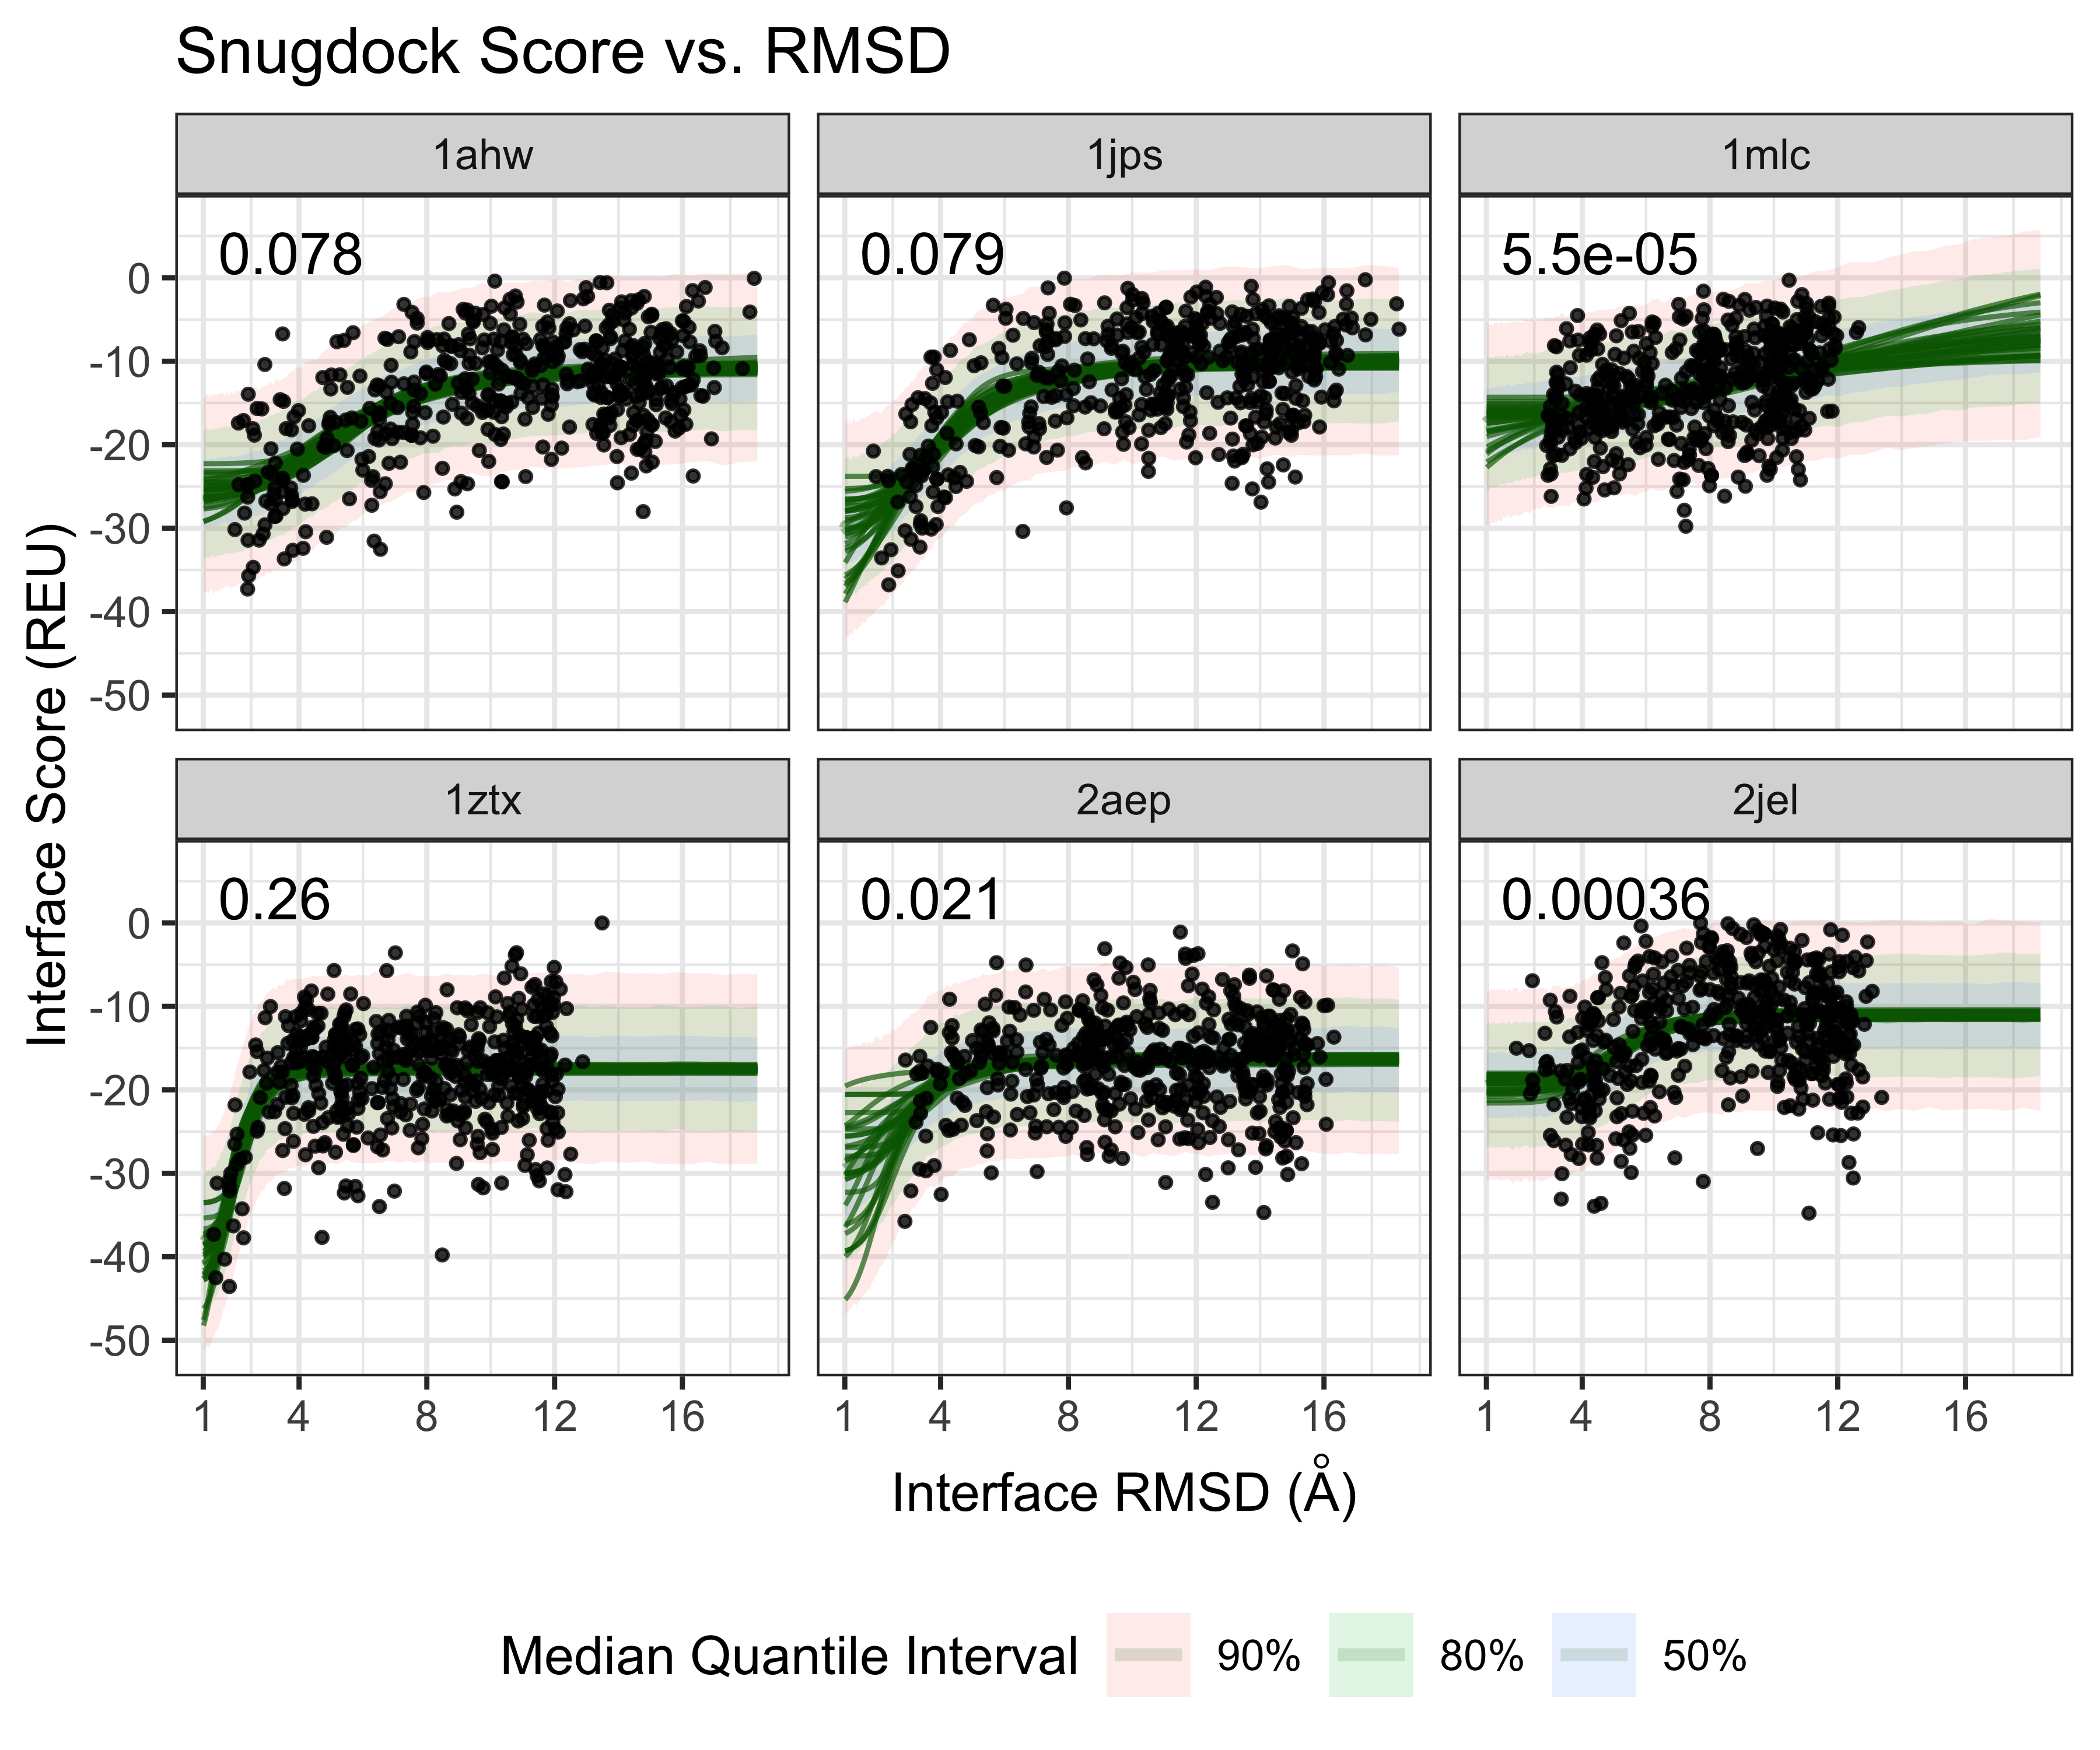 Snugdock Score vs. RMSD
1ahw 1jps 1mlc
0.078 0.079 5.5e-05
0
-10
-20
-30
-40
-50
Interface Score (REU)
1ztx 2aep 2jel
0.26 0.021 0.00036
0
-10
-20
-30
-40
-50
1 4 8 12 16 1 4 8 12 16 1 4 8 12 16
Interface RMSD (Å)
Median Quantile Interval 90% 80% 50%